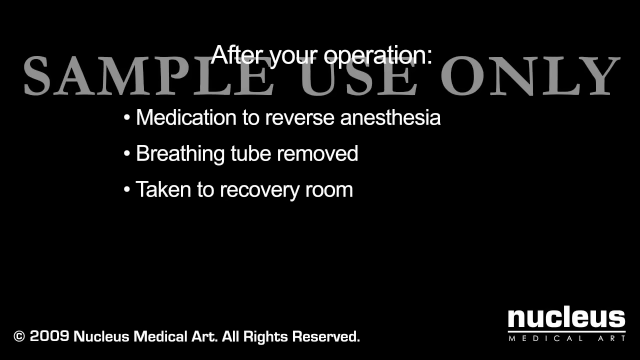 After your operation:
SAMPLE USE ONLY
• Medication to reverse anesthesia
• Breathing tube removed
• Taken to recovery room
© 2009 Nucleus Medical Art. All Rights Reserved.
nucleus
MEDICAL ART